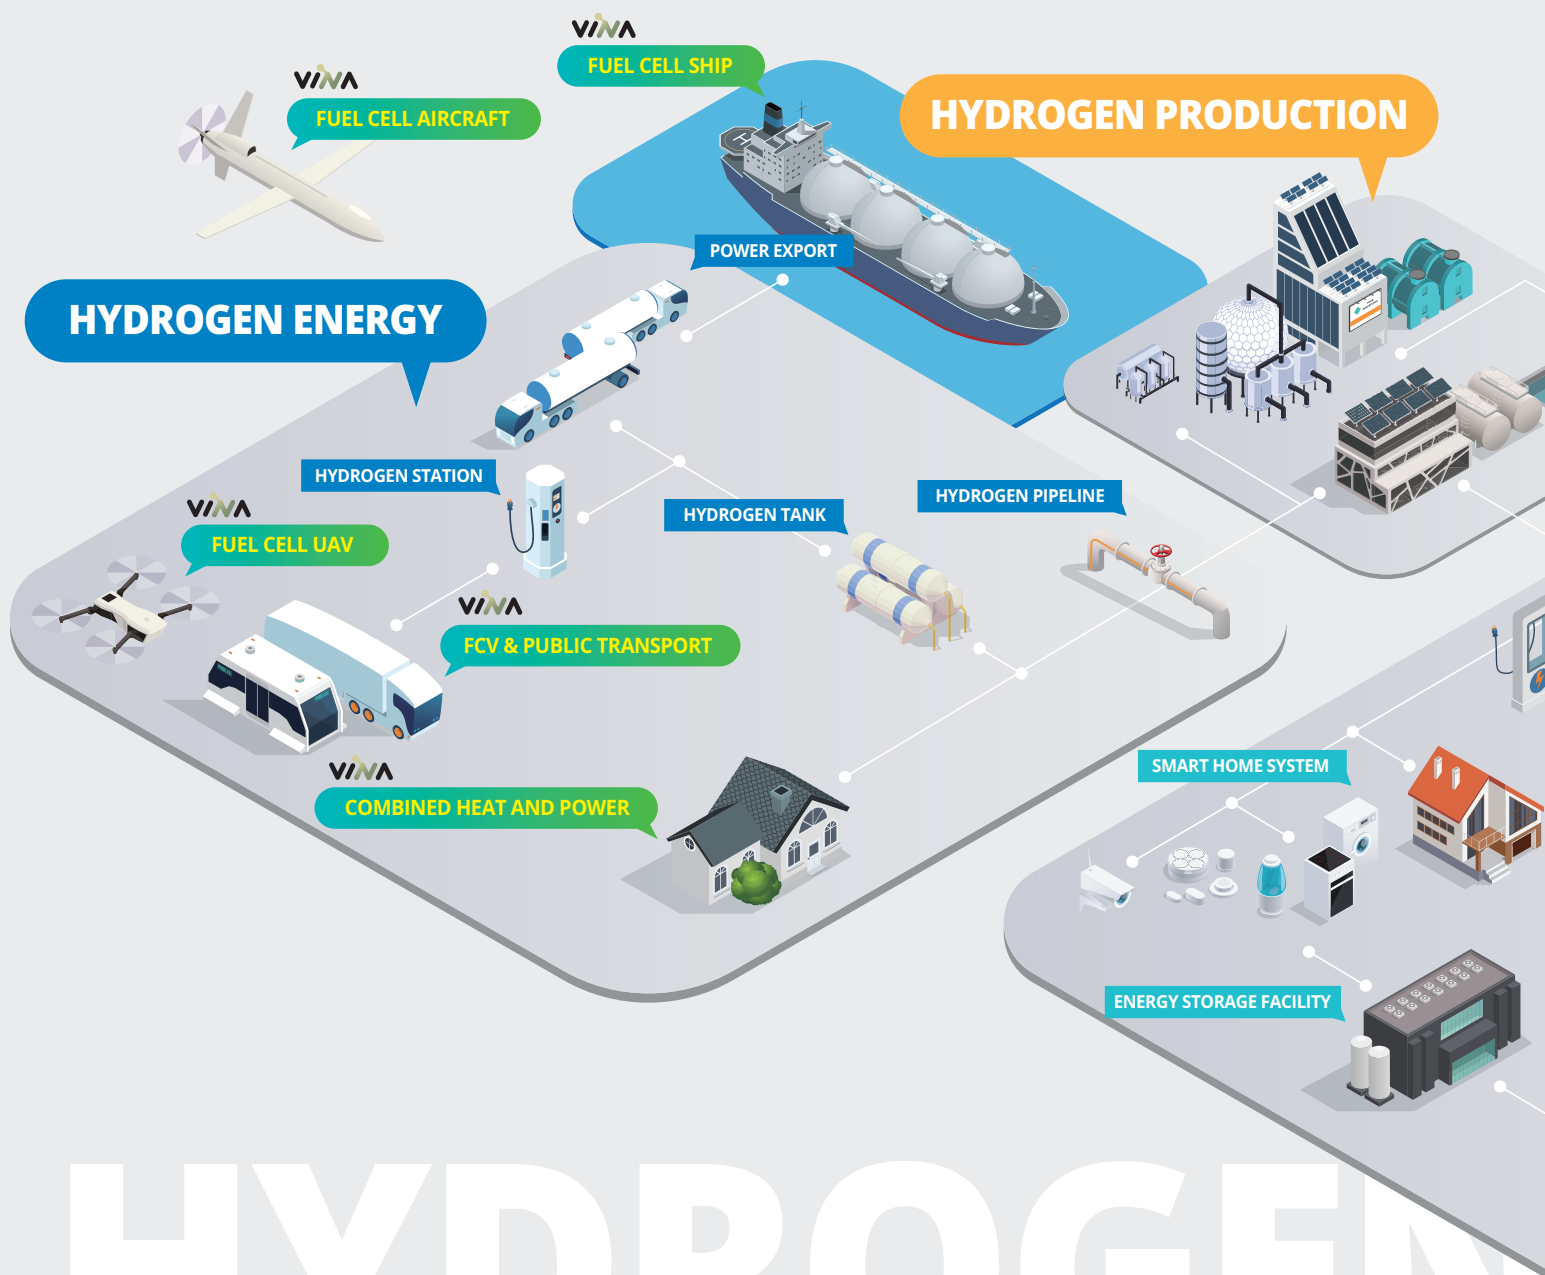 VINA
FUEL CELL SHIP
VINA
FUEL CELL AIRCRAFT
HYDROGEN PRODUCTION
POWER EXPORT
HYDROGEN ENERGY
HYDROGEN STATION
HYDROGEN TANK
HYDROGEN PIPELINE
VINA
FUEL CELL UAV
VINA
FCV & PUBLIC TRANSPORT
VINA
COMBINED HEAT AND POWER
SMART HOME SYSTEM
ENERGY STORAGE FACILITY
HYDROGEN